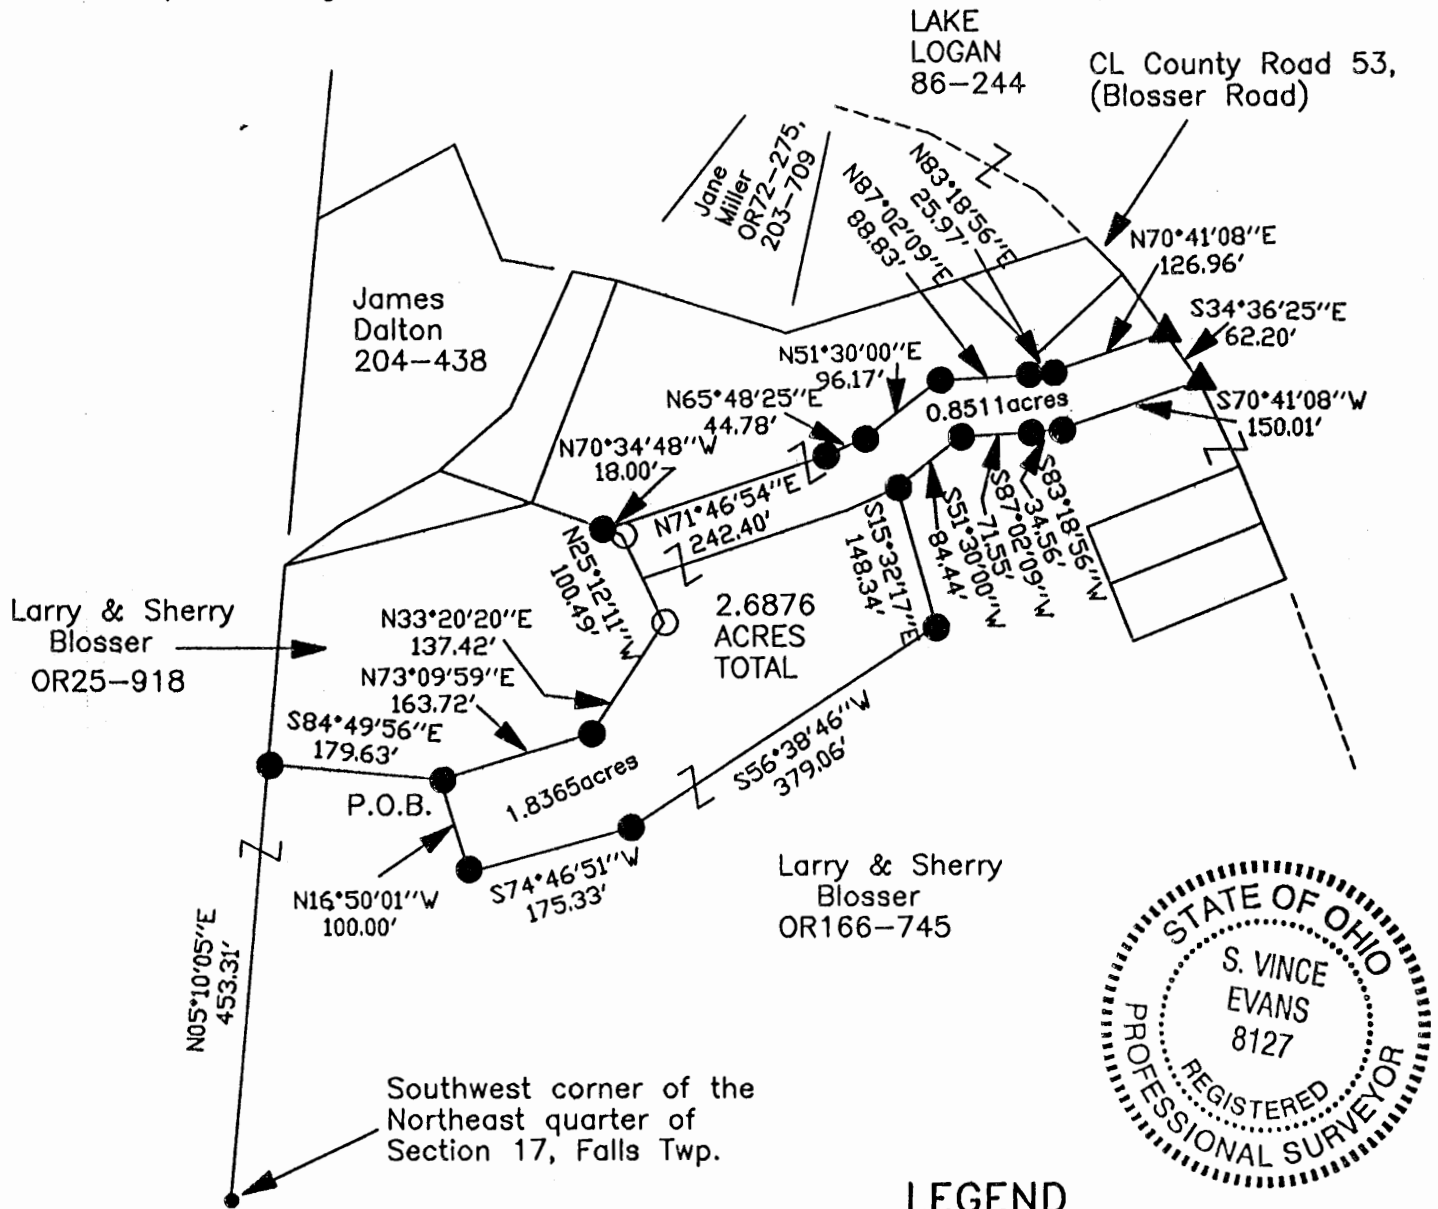 LAKE
LOGAN
86-244
CL County Road 53,
(Blosser Road)
Jane
Miller
OR72-275,
203-709
N83°18'56"E
25.97'
N87°02'09"E
88.83'
N70°41'08"E
126.96'
S34°36'25"E
62.20'
James
Dalton
204-438
N51°30'00"E
96.17'
N65°48'25"E
44.78'
0.8511acres
S70°41'08"W
150.01'
N70°34'48"W
18.00'
N71°46'54"E
242.40'
S83°18'56"W
34.56'
S87°02'09"W
71.55'
S51°30'00"W
84.44'
S15°32'17"E
148.34'
N25°12'11"W
100.49'
2.6876
ACRES
TOTAL
Larry & Sherry
Blosser
OR25-918
N33°20'20"E
137.42'
N73°09'59"E
163.72'
S84°49'56"E
179.63'
P.O.B.
1.8365acres
S56°38'46"W
379.06'
N16°50'01"W
100.00'
S74°46'51"W
175.33'
Larry & Sherry
Blosser
OR166-745
N05°10'05"E
453.31'
STATE OF OHIO
S. VINCE
EVANS
8127
REGISTERED
PROFESSIONAL SURVEYOR
Southwest corner of the
Northeast quarter of
Section 17, Falls Twp.
LEGEND